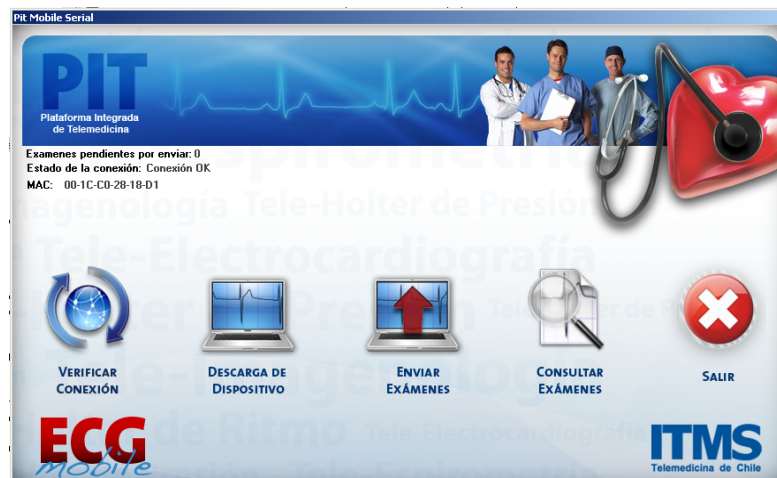 Pit Mobile Serial
PIT
Plataforma Integrada
de Telemedicina
Examenes pendientes por enviar: 0
Estado de la conexión: Conexión OK
MAC: 00-1C-C0-28-18-D1
Tele-Holter de Presión
Tele-Electrocardiografía
VERIFICAR
CONEXIÓN
DESCARGA DE
DISPOSITIVO
ENVIAR
EXÁMENES
CONSULTAR
EXÁMENES
SALIR
ECG
mobile
ITMS
Telemedicina de Chile